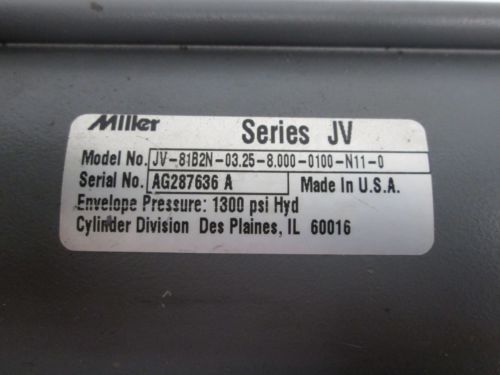 Miller Series JV
Model No. JV-81B2N-03.25-8.000-0100-N11-0
Serial No. AG287636 A Made In U.S.A.
Envelope Pressure: 1300 psi Hyd
Cylinder Division Des Plaines, IL 60016